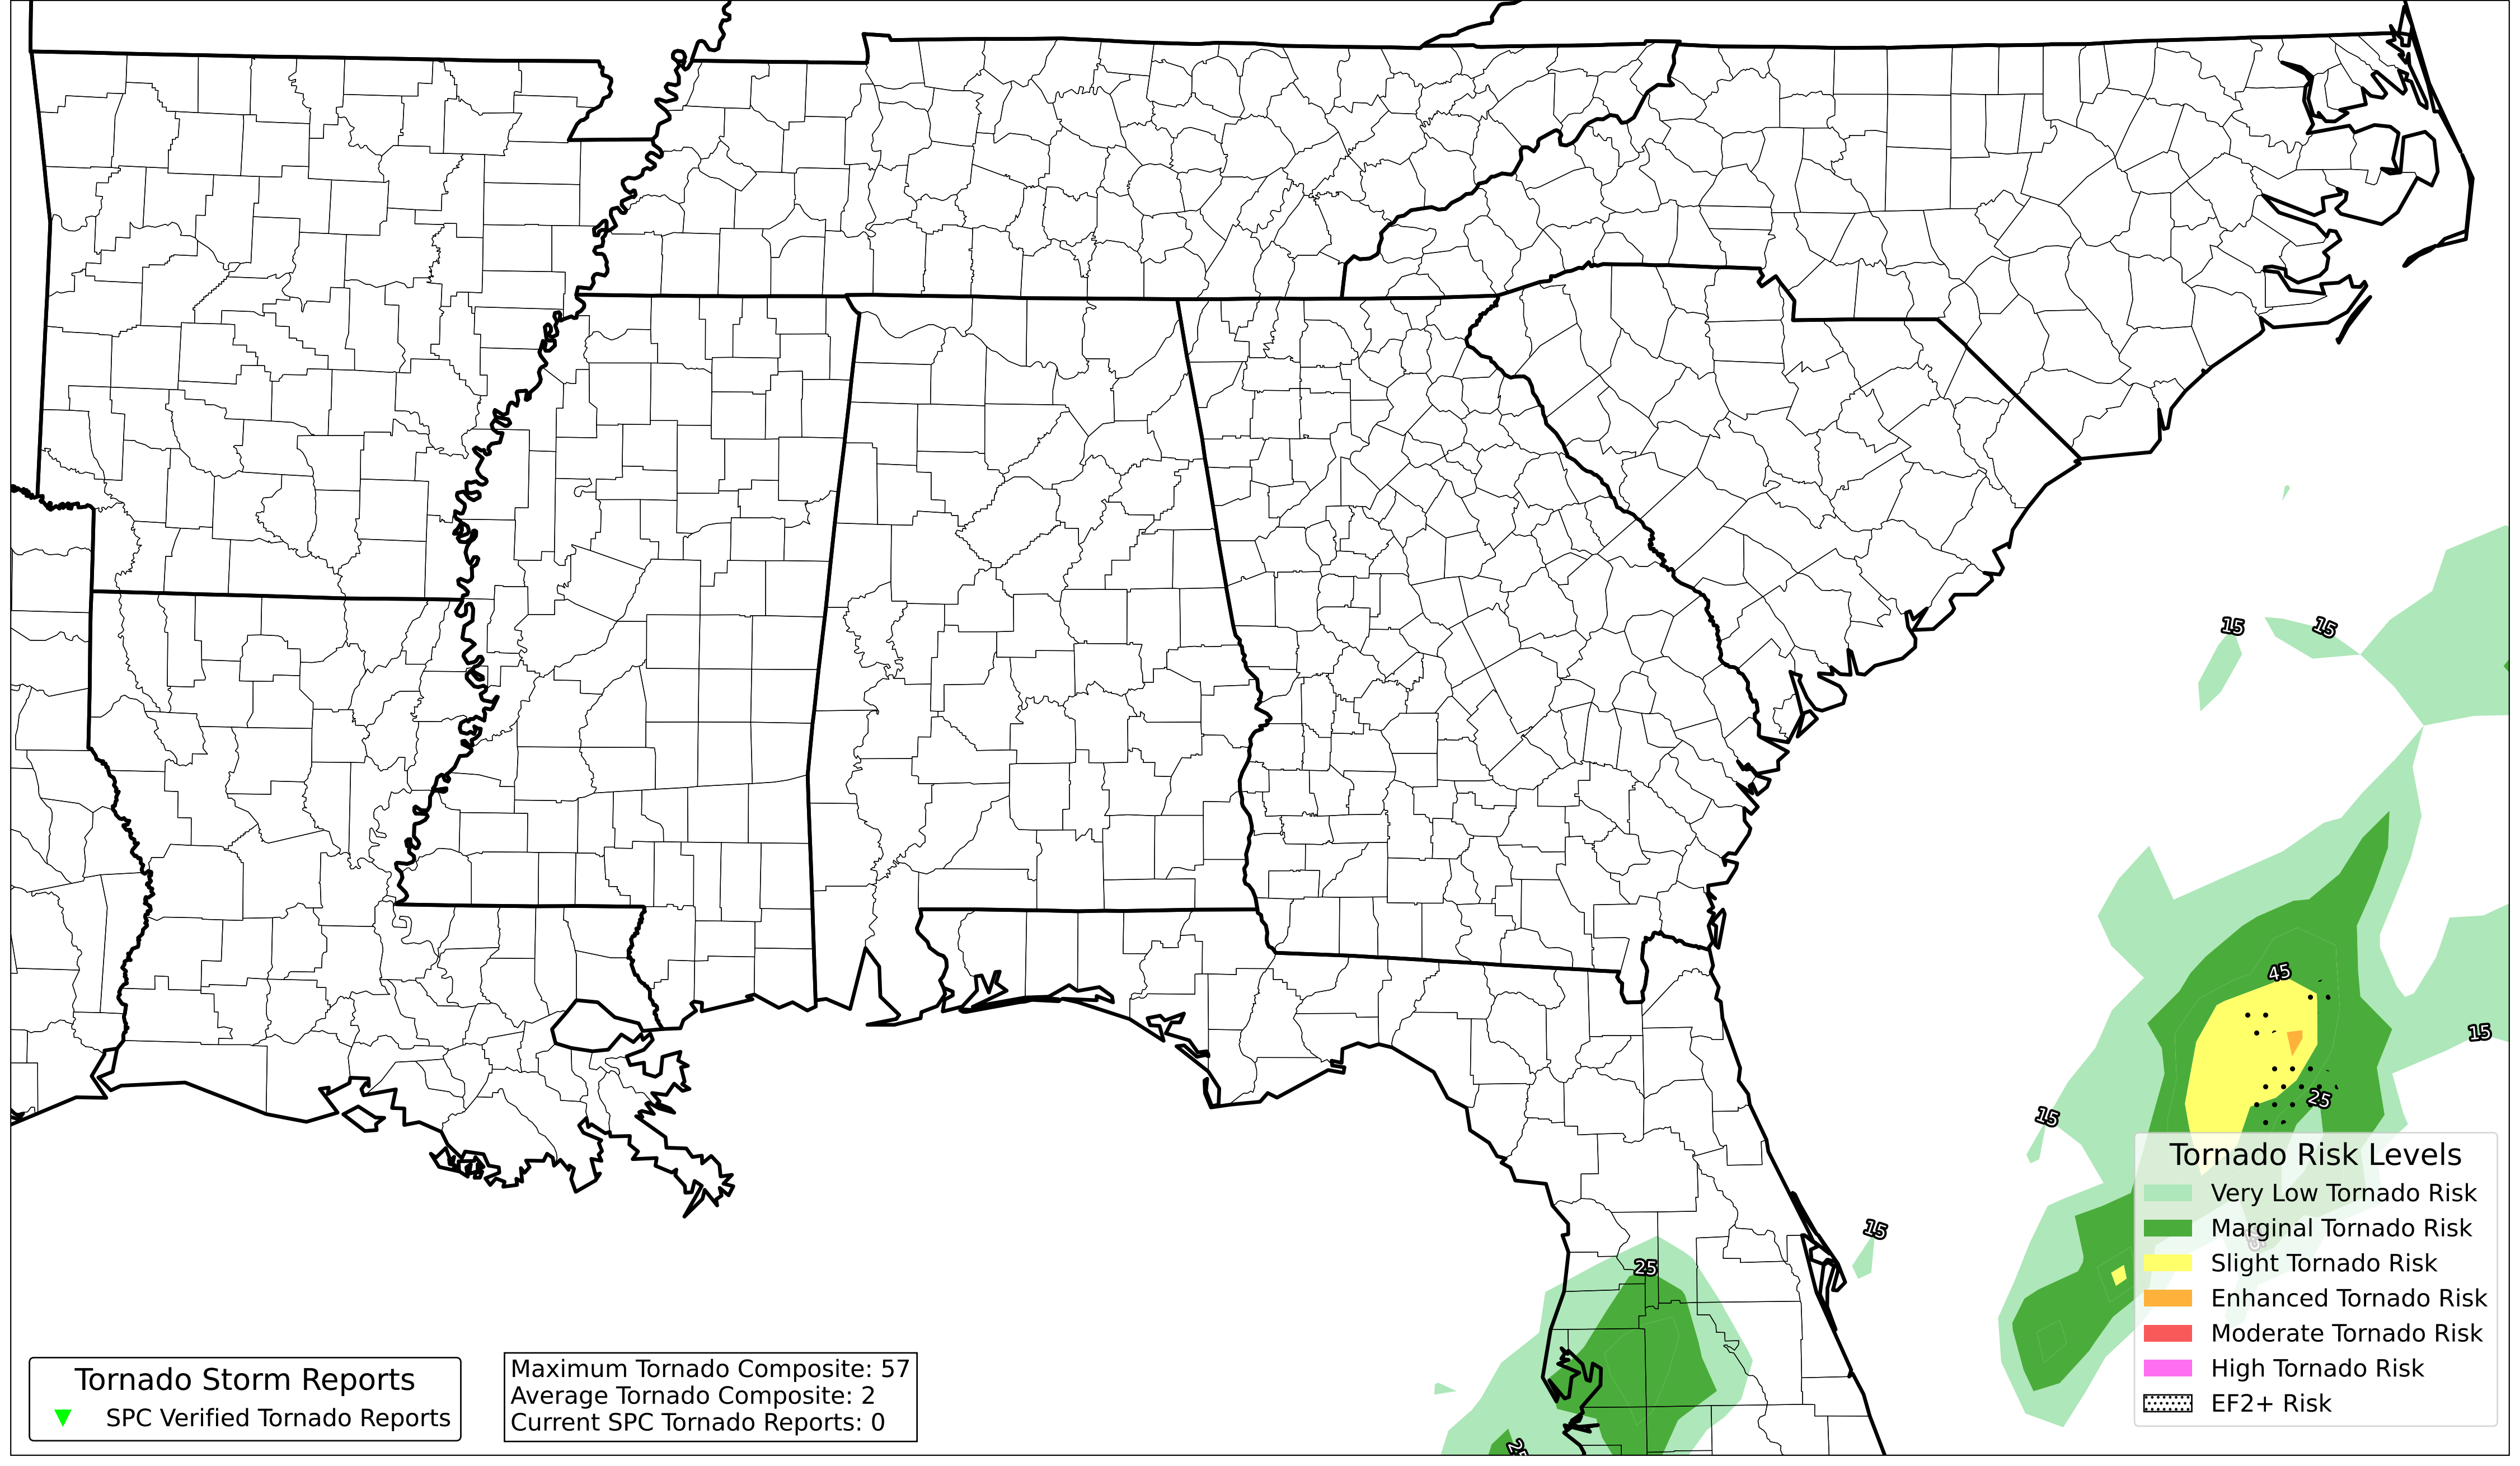 15
15
45
15
25
15
15
25
25
Tornado Risk Levels
Very Low Tornado Risk
Marginal Tornado Risk
Slight Tornado Risk
Enhanced Tornado Risk
Moderate Tornado Risk
High Tornado Risk
EF2+ Risk
Tornado Storm Reports
SPC Verified Tornado Reports
Maximum Tornado Composite: 57
Average Tornado Composite: 2
Current SPC Tornado Reports: 0